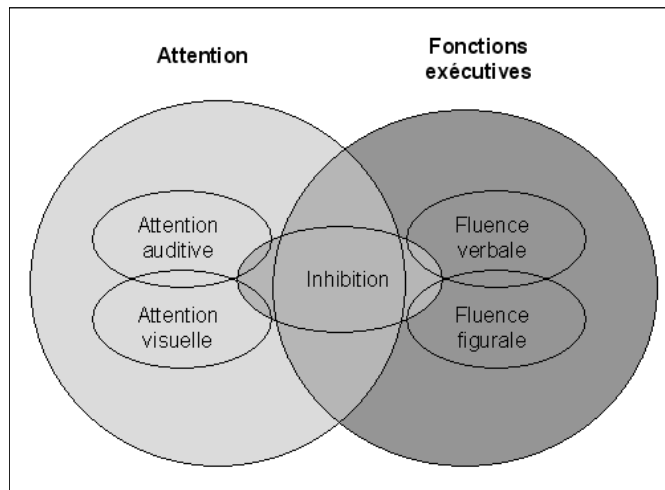 Attention
Fonctions
exécutives
Attention
auditive
Fluence
verbale
Inhibition
Attention
visuelle
Fluence
figurale